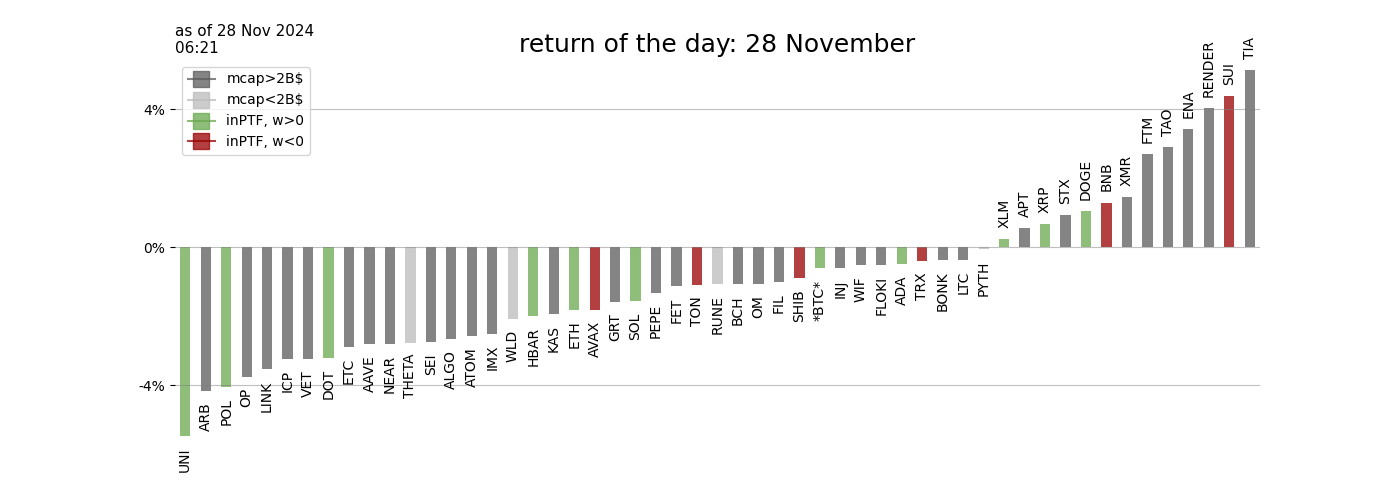 as of 28 Nov 2024
06:21
return of the day: 28 November
mcap>2B$
mcap<2B$
inPTF, w>0
inPTF, w<0
4%
0%
-4%
UNI
ARB
POL
OP
LINK
ICP
VET
DOT
ETC
AAVE
NEAR
THETA
SEI
ALGO
ATOM
IMX
WLD
HBAR
KAS
ETH
AVAX
GRT
SOL
PEPE
FET
TON
RUNE
BCH
OM
FIL
SHIB
*BTC*
INJ
WIF
FLOKI
ADA
TRX
BONK
LTC
PYTH
XLM
APT
XRP
STX
DOGE
BNB
XMR
FTM
TAO
ENA
RENDER
SUI
TIA